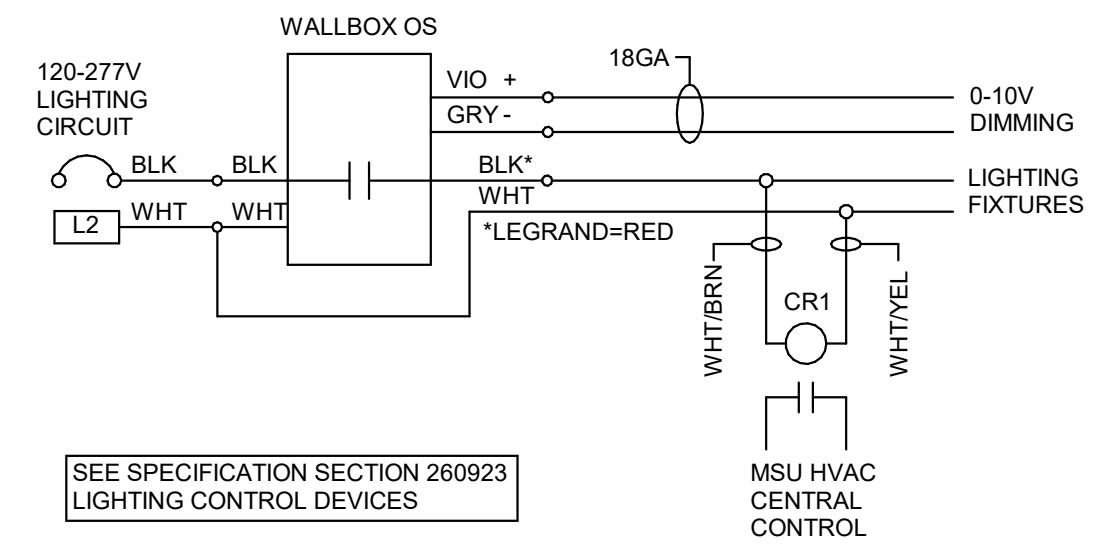 WALLBOX OS
120-277V
LIGHTING
CIRCUIT
18GA
VIO +
GRY -
0-10V
DIMMING
BLK
BLK
BLK*
WHT
LIGHTING
FIXTURES
L2
WHT
WHT
*LEGRAND=RED
WHT/BRN
CR1
WHT/YEL
MSU HVAC
CENTRAL
CONTROL
SEE SPECIFICATION SECTION 260923
LIGHTING CONTROL DEVICES